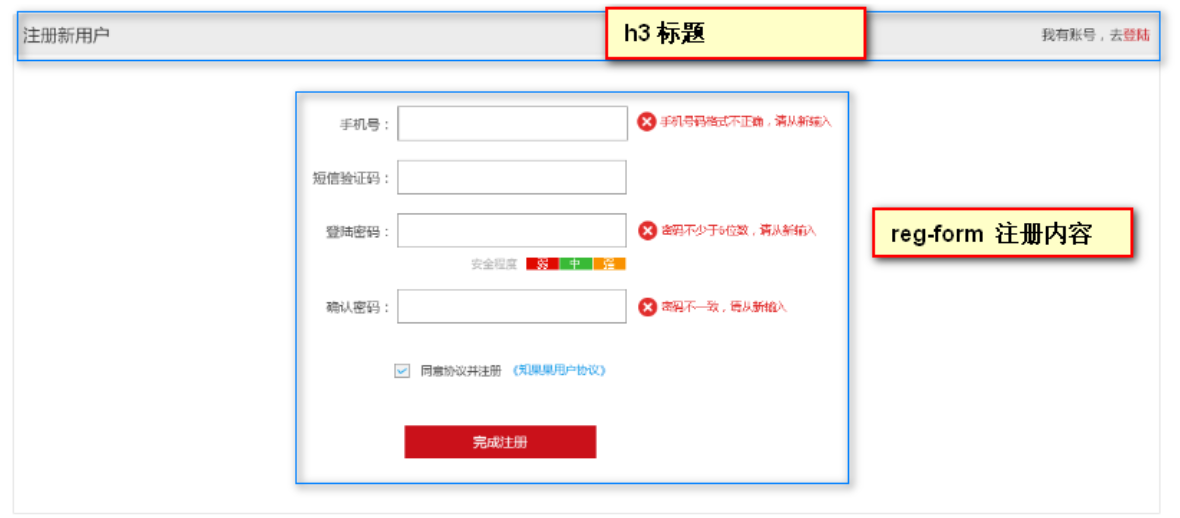 注册新用户
h3 标题
我有账号，去登陆
手机号：
手机号码格式不正确，请从新输入
短信验证码：
登陆密码：
密码不少于6位数，请从新输入
reg-form 注册内容
安全程度 弱 中 强
确认密码：
密码不一致，请从新输入
同意协议并注册 《知果果用户协议》
完成注册